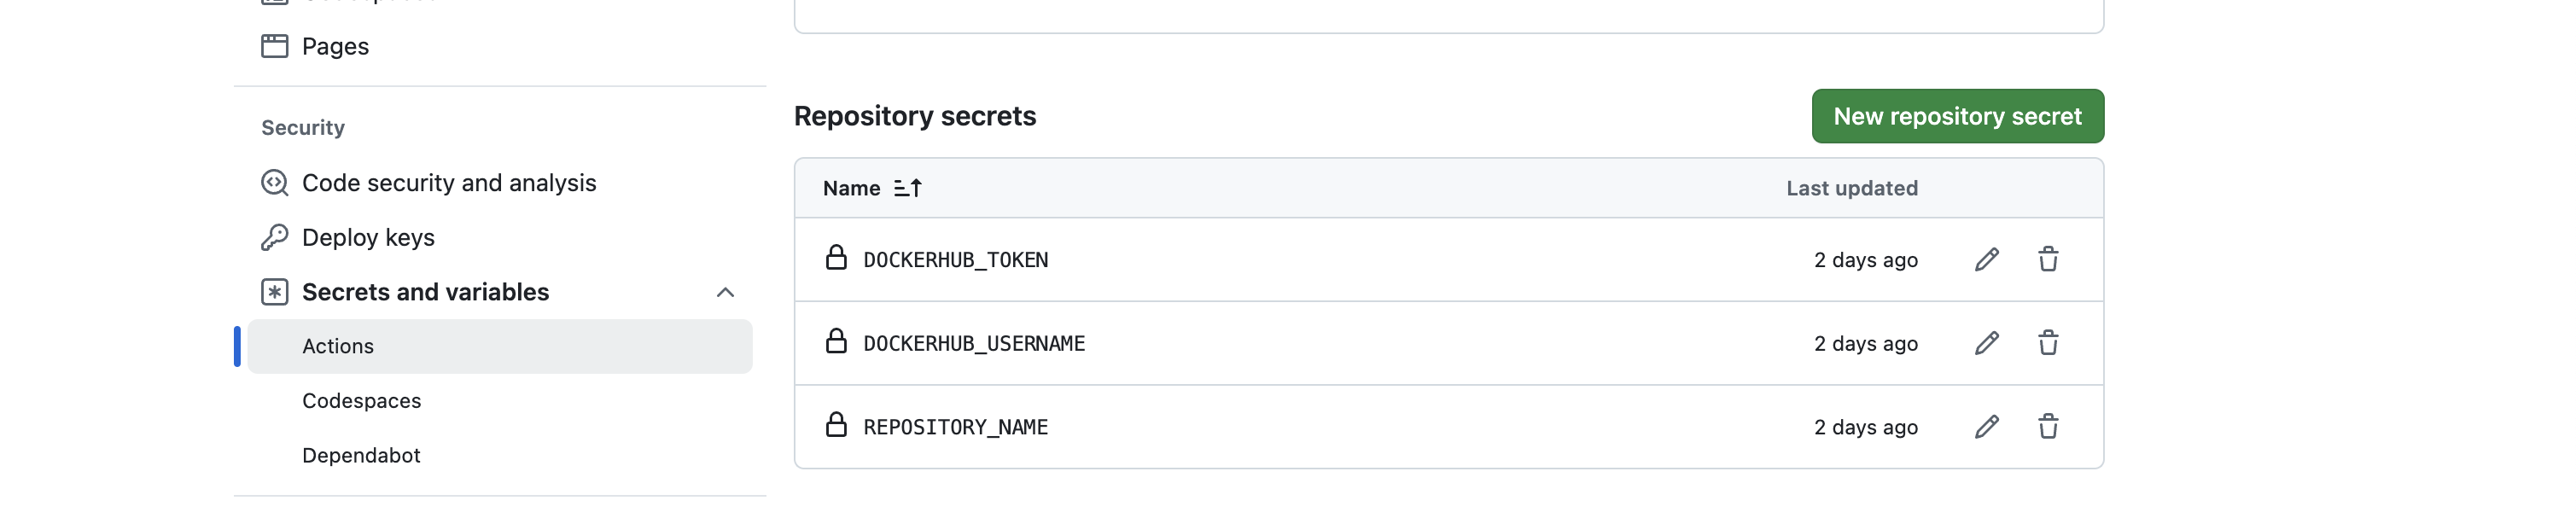 Pages
Security
Code security and analysis
Deploy keys
Secrets and variables
Actions
Codespaces
Dependabot
Repository secrets
New repository secret
Name
Last updated
DOCKERHUB_TOKEN
2 days ago
DOCKERHUB_USERNAME
2 days ago
REPOSITORY_NAME
2 days ago